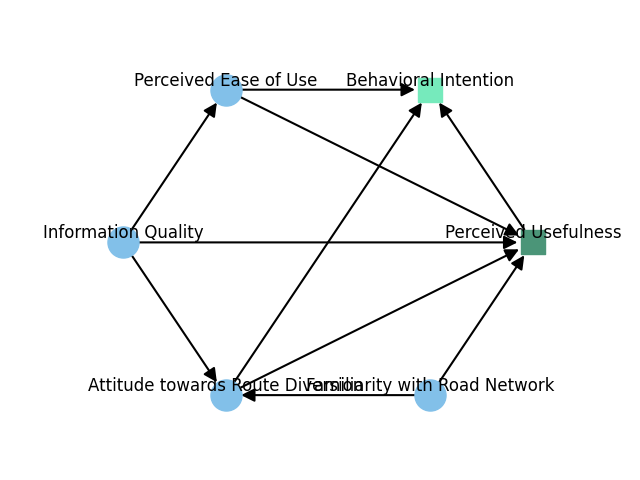 Perceived Ease of Use
Behavioral Intention
Information Quality
Perceived Usefulness
Attitude towards Route Diversion
Familiarity with Road Network